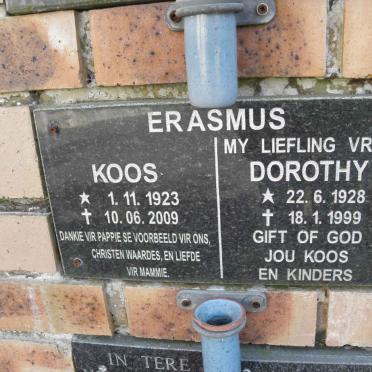 ERASMUS
KOOS
★ 1.11.1923
✝ 10.06.2009
DANKIE VIR PAPPIE SE VOORBEELD VIR ONS,
CHRISTEN WAARDES, EN LIEFDE
VIR MAMMIE.
MY LIEFLING VR
DOROTHY
★ 22.6.1928
✝ 18.1.1999
GIFT OF GOD
JOU KOOS
EN KINDERS
IN TERE